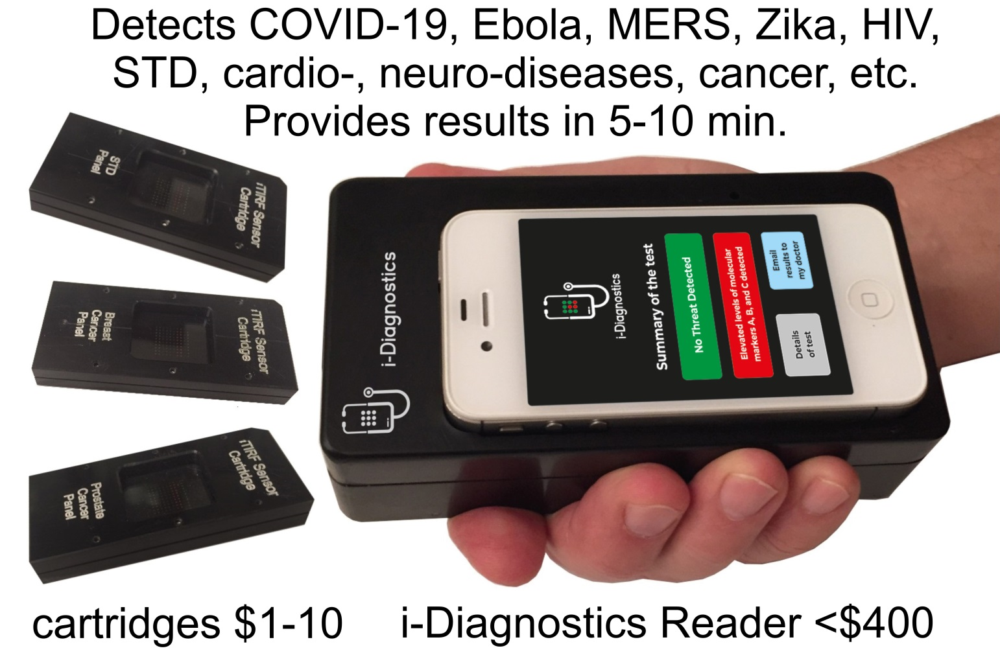 Detects COVID-19, Ebola, MERS, Zika, HIV,
STD, cardio-, neuro-diseases, cancer, etc.
Provides results in 5-10 min.
STD
Panel
iTIRF Sensor
Cartridge
Breast
Cancer
Panel
iTIRF Sensor
Cartridge
Prostate
Cancer
Panel
iTIRF Sensor
Cartridge
i-Diagnostics
i-Diagnostics
Summary of the test
No Threat Detected
Elevated levels of molecular
markers A, B, and C detected
Details
of test
Email
results to
my doctor
cartridges $1-10
i-Diagnostics Reader <$400